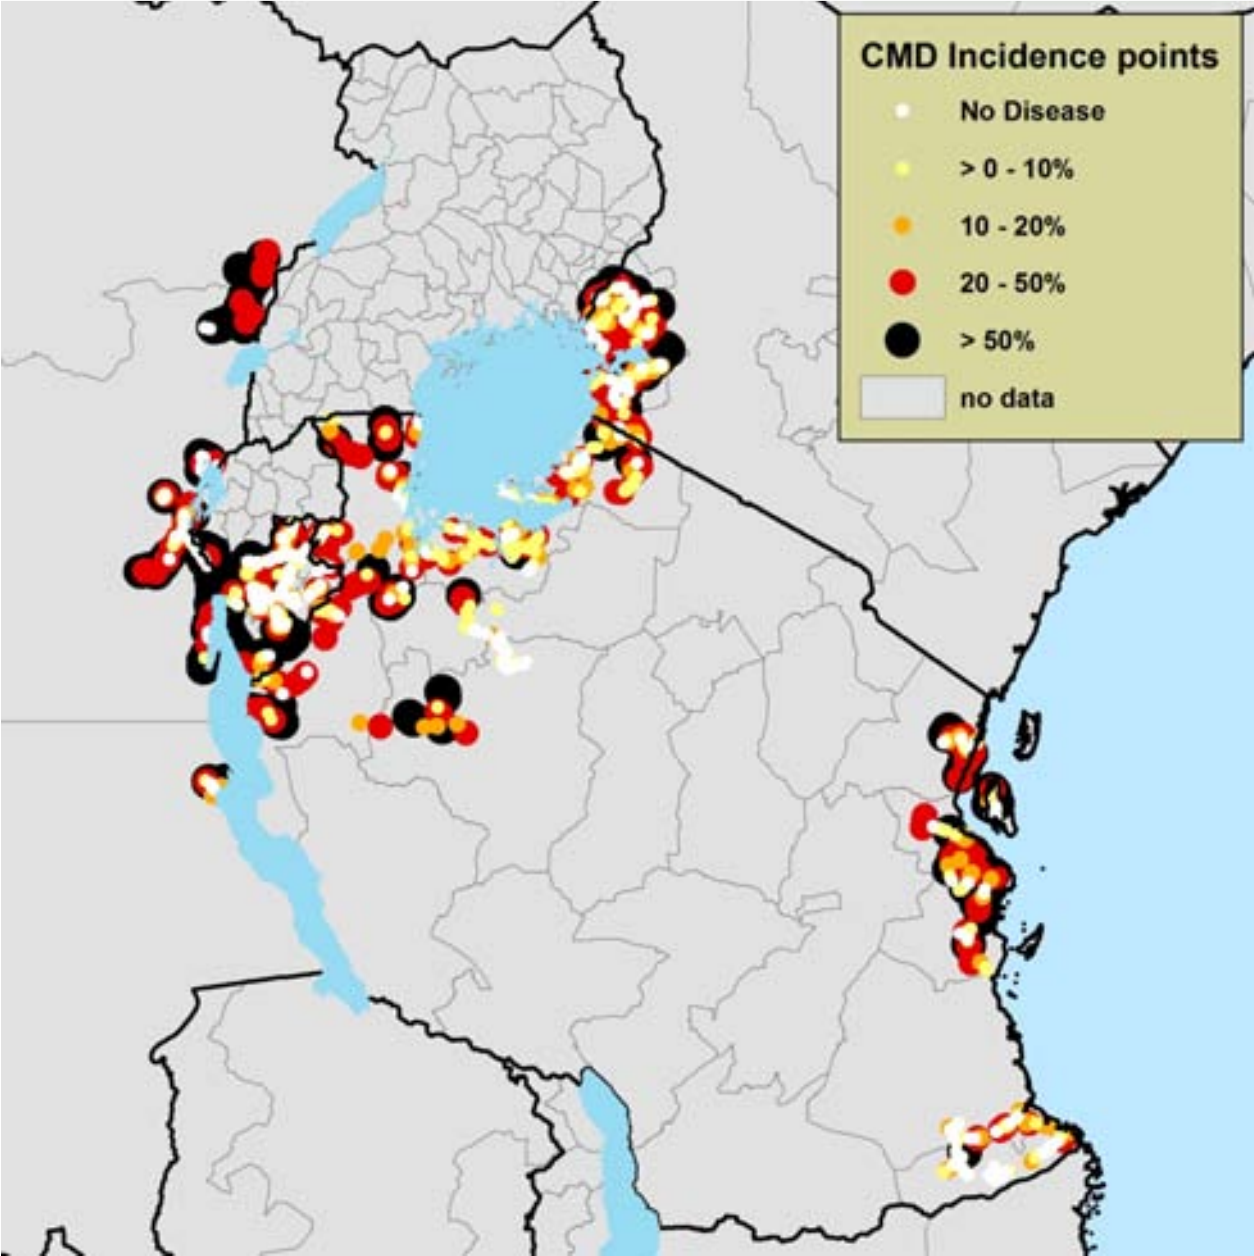 CMD Incidence points
No Disease
> 0 - 10%
10 - 20%
20 - 50%
> 50%
no data